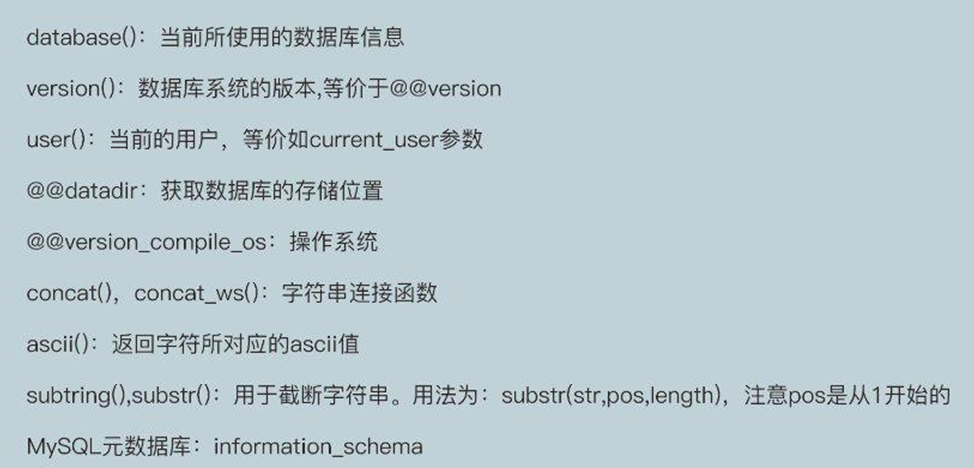 database()：当前所使用的数据库信息
version()：数据库系统的版本,等价于@@version
user()：当前的用户，等价如current_user参数
@@datadir：获取数据库的存储位置
@@version_compile_os：操作系统
concat()，concat_ws()：字符串连接函数
ascii()：返回字符所对应的ascii值
subtring(),substr()：用于截断字符串。用法为：substr(str,pos,length)，注意pos是从1开始的
MySQL元数据库：information_schema